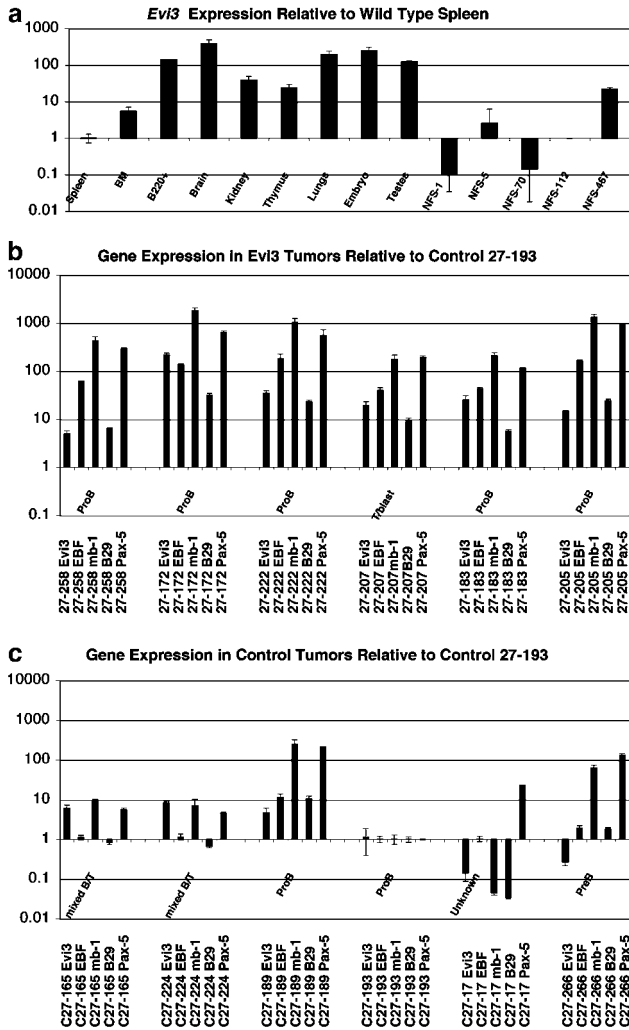 a
Evi3 Expression Relative to Wild Type Spleen
1000
100
10
1
0.1
0.01
Spleen
BM
B220+
Brain
Kidney
Thymus
Lungs
Embryo
Testes
NFS-1
NFS-5
NFS-70
NFS-112
NFS-467
b
Gene Expression in Evi3 Tumors Relative to Control 27-193
10000
1000
100
10
1
0.1
ProB
ProB
ProB
T/blast
ProB
ProB
27-258 Evi3
27-258 EBF
27-258 mb-1
27-258 B29
27-258 Pax-5
27-172 Evi3
27-172 EBF
27-172 mb-1
27-172 B29
27-172 Pax-5
27-222 Evi3
27-222 EBF
27-222 mb-1
27-222 B29
27-222 Pax-5
27-207 Evi3
27-207 EBF
27-207mb-1
27-207B29
27-207 Pax-5
27-183 Evi3
27-183 EBF
27-183 mb-1
27-183 B29
27-183 Pax-5
27-205 Evi3
27-205 EBF
27-205 mb-1
27-205 B29
27-205 Pax-5
c
Gene Expression in Control Tumors Relative to Control 27-193
10000
1000
100
10
1
0.1
0.01
mixed B/T
mixed B/T
ProB
ProB
Unknown
PreB
C27-165 Evi3
C27-165 EBF
C27-165 mb-1
C27-165 B29
C27-165 Pax-5
C27-224 Evi3
C27-224 EBF
C27-224 mb-1
C27-224 B29
C27-224 Pax-5
C27-189 Evi3
C27-189 EBF
C27-189 mb-1
C27-189 B29
C27-189 Pax-5
C27-193 Evi3
C27-193 EBF
C27-193 mb-1
C27-193 B29
C27-193 Pax-5
C27-17 Evi3
C27-17 EBF
C27-17 mb-1
C27-17 B29
C27-17 Pax-5
C27-266 Evi3
C27-266 EBF
C27-266 mb-1
C27-266 B29
C27-266 Pax-5